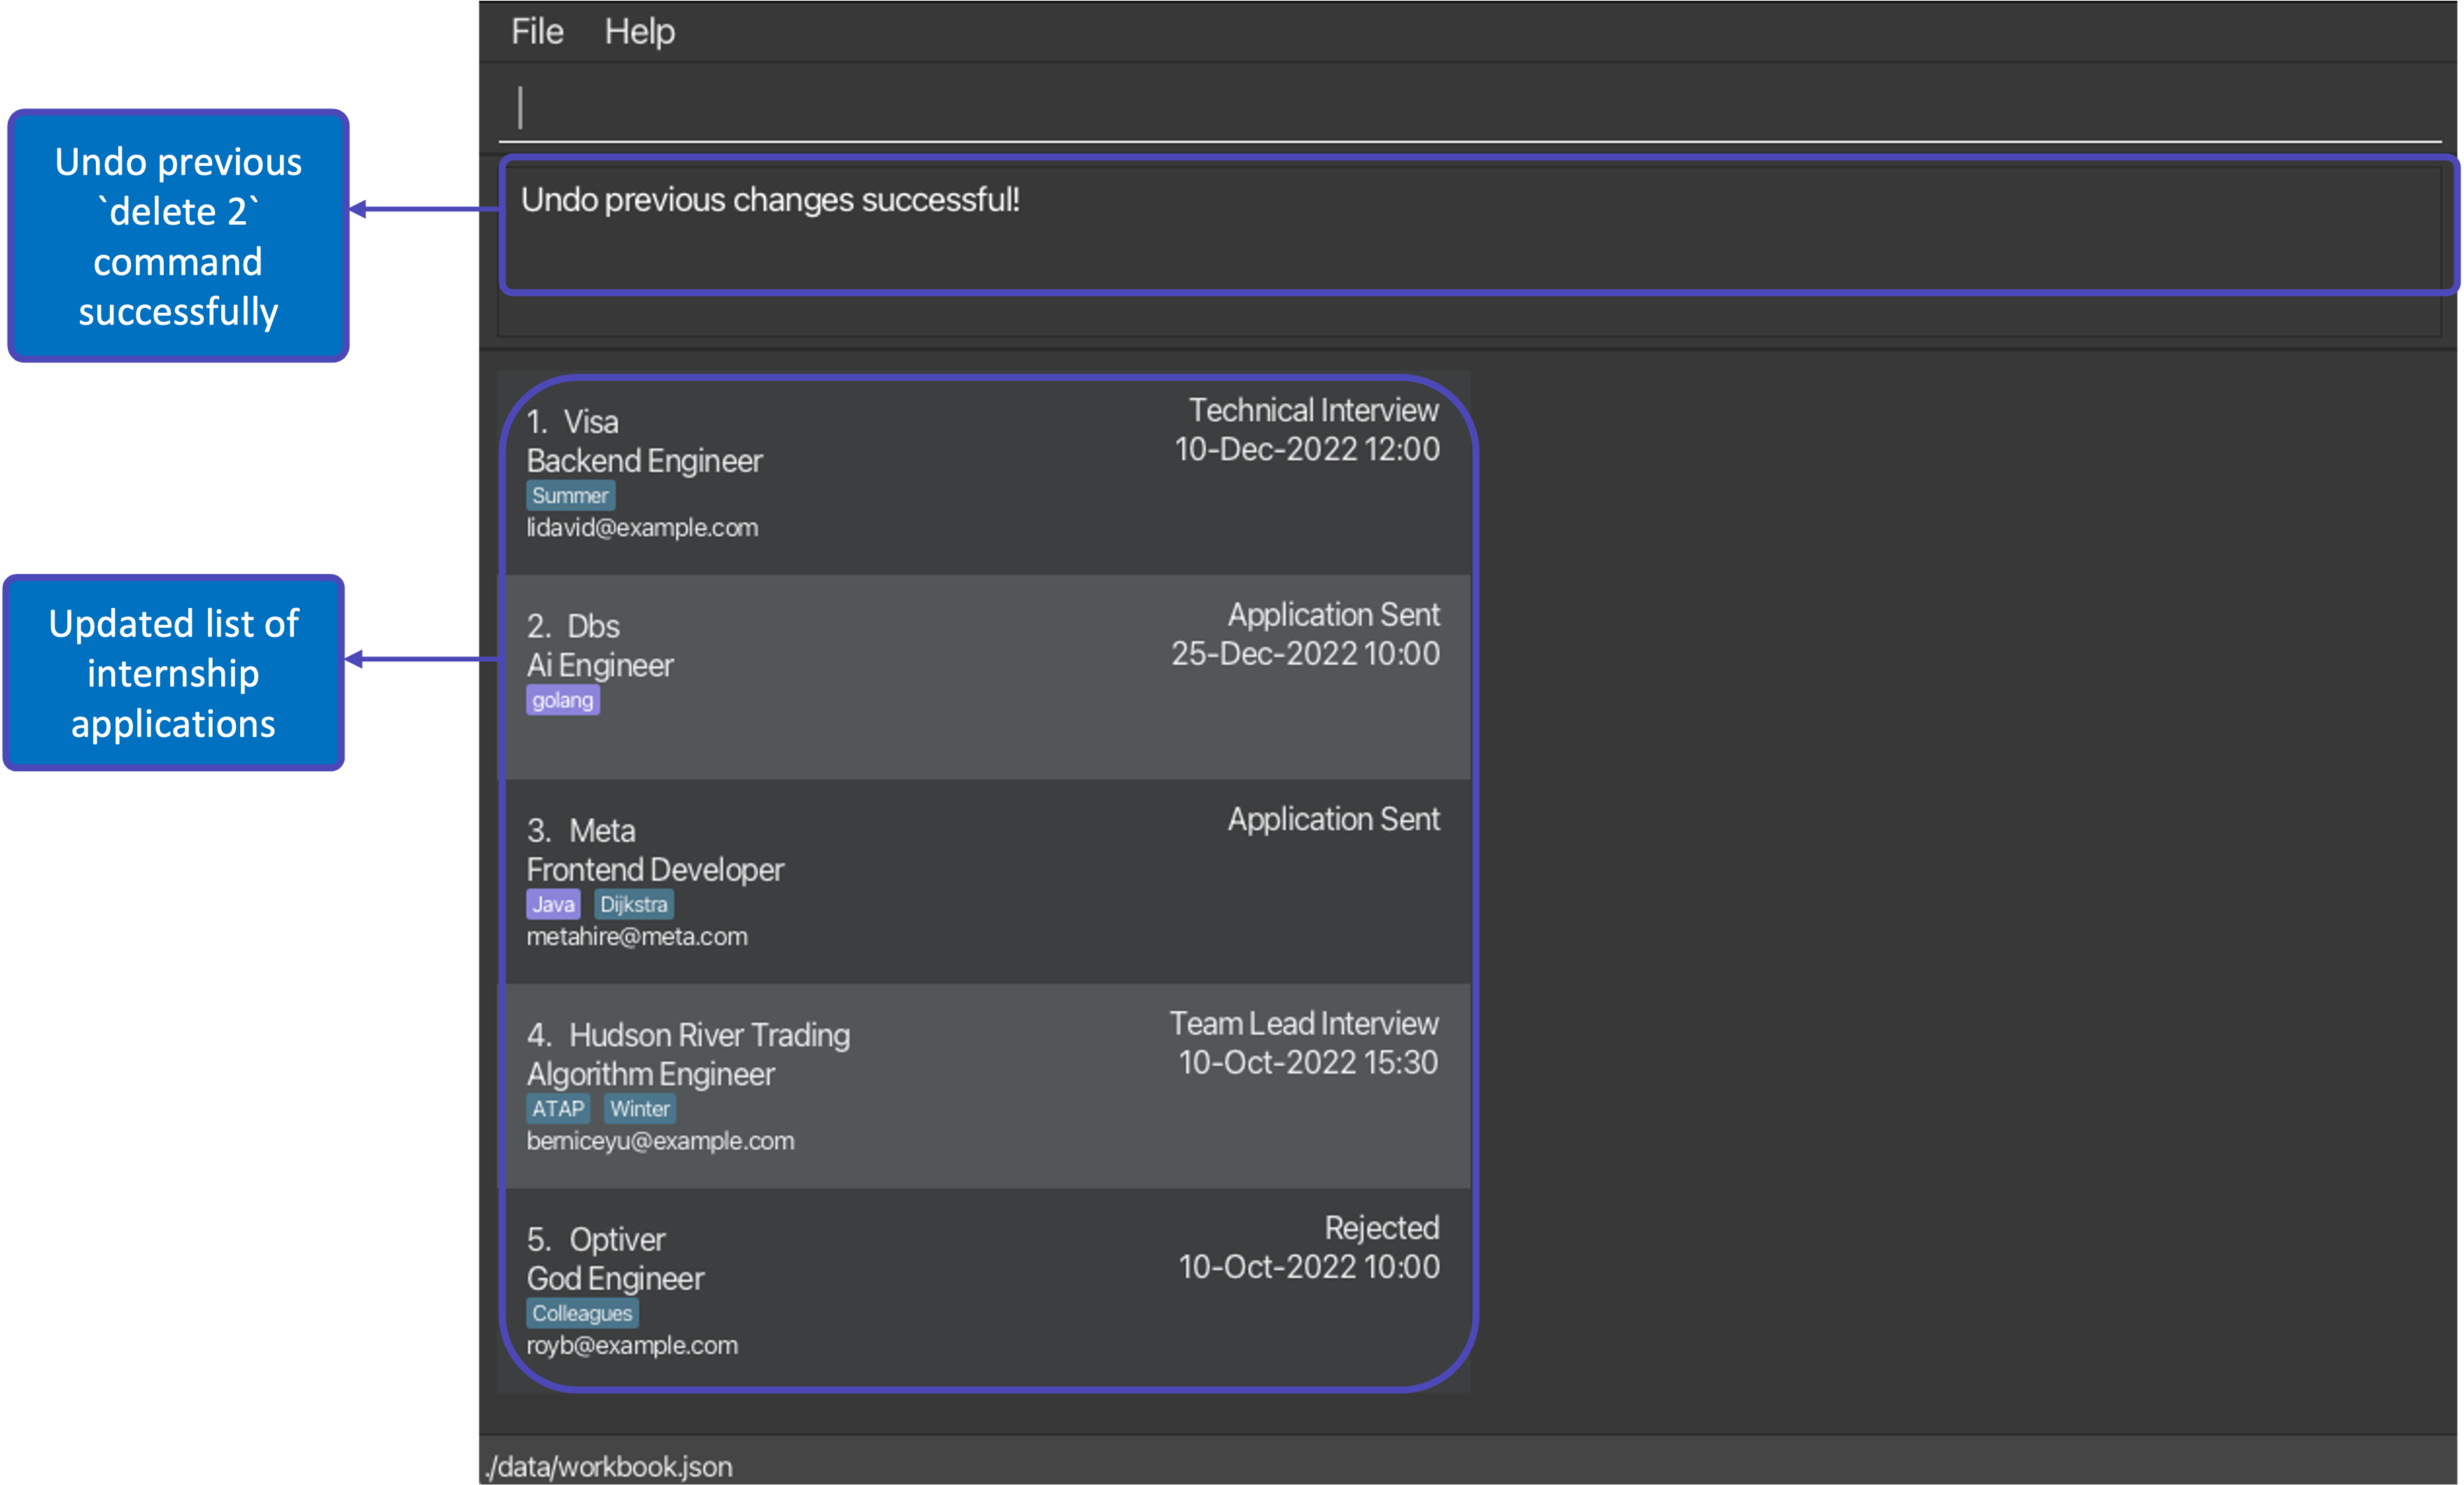 File Help
Undo previous
`delete 2`
command
successfully
Undo previous changes successful!
Updated list of
internship
applications
1. Visa
Technical Interview
Backend Engineer
10-Dec-2022 12:00
Summer
lidavid@example.com
2. Dbs
Application Sent
Ai Engineer
25-Dec-2022 10:00
golang
3. Meta
Application Sent
Frontend Developer
Java Dijkstra
metahire@meta.com
4. Hudson River Trading
Team Lead Interview
Algorithm Engineer
10-Oct-2022 15:30
ATAP Winter
berniceyu@example.com
5. Optiver
Rejected
God Engineer
10-Oct-2022 10:00
Colleagues
royb@example.com
./data/workbook.json